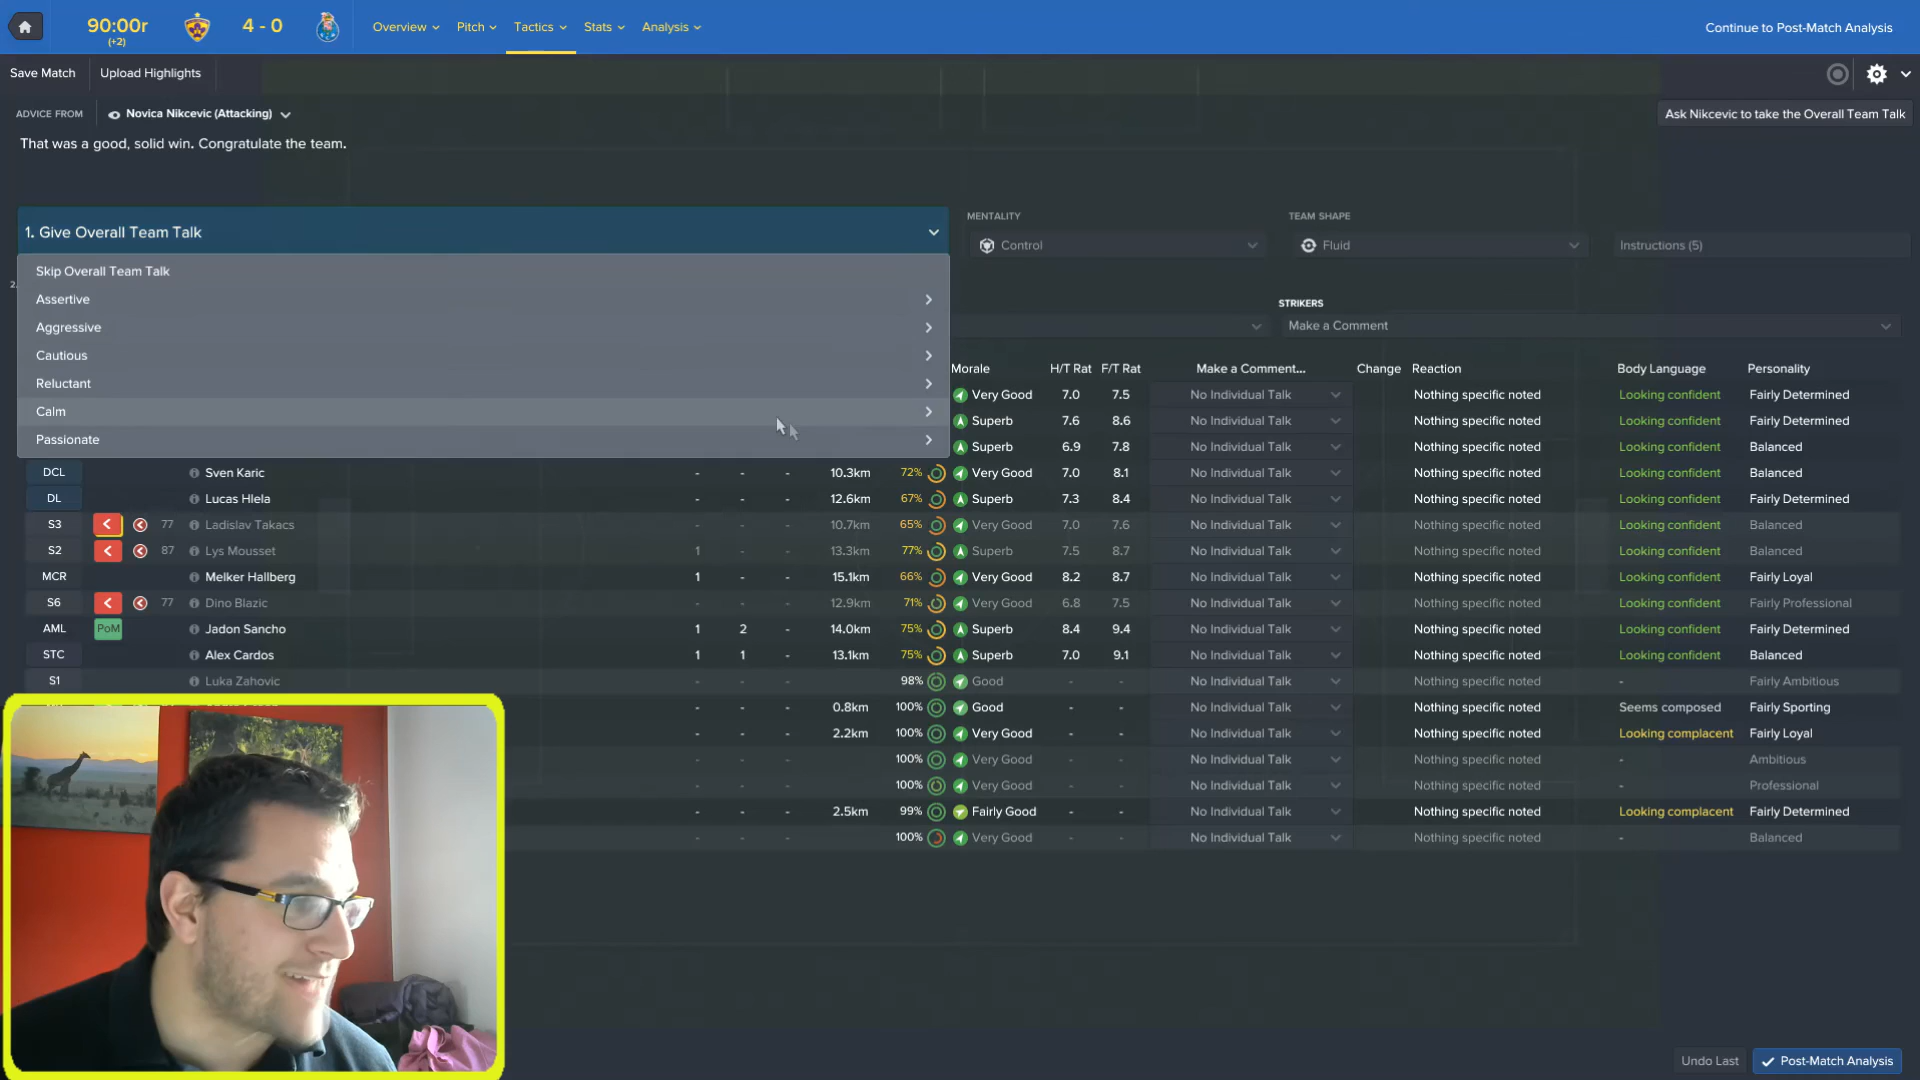 90:00r
(+2)
4 - 0
Overview
Pitch
Tactics
Stats
Analysis
Continue to Post-Match Analysis
Save Match
Upload Highlights
ADVICE FROM
Novica Nikcevic (Attacking)
Ask Nikcevic to take the Overall Team Talk
That was a good, solid win. Congratulate the team.
1. Give Overall Team Talk
MENTALITY
TEAM SHAPE
Control
Fluid
Instructions (5)
Skip Overall Team Talk
Assertive
Aggressive
Cautious
Reluctant
Calm
Passionate
STRIKERS
Make a Comment
Morale H/T Rat F/T Rat Make a Comment... Change Reaction Body Language Personality
Very Good 7.0 7.5 No Individual Talk Nothing specific noted Looking confident Fairly Determined
Superb 7.6 8.6 No Individual Talk Nothing specific noted Looking confident Fairly Determined
Superb 6.9 7.8 No Individual Talk Nothing specific noted Looking confident Balanced
DCL Sven Karic - - - 10.3km 72% Very Good 7.0 8.1 No Individual Talk Nothing specific noted Looking confident Balanced
DL Lucas Hlela - - - 12.6km 67% Superb 7.3 8.4 No Individual Talk Nothing specific noted Looking confident Fairly Determined
S3 77 Ladislav Takacs - - - 10.7km 65% Very Good 7.0 7.6 No Individual Talk Nothing specific noted Looking confident Balanced
S2 87 Lys Mousset 1 - - 13.3km 77% Superb 7.5 8.7 No Individual Talk Nothing specific noted Looking confident Balanced
MCR Melker Hallberg 1 - - 15.1km 66% Very Good 8.2 8.7 No Individual Talk Nothing specific noted Looking confident Fairly Loyal
S6 77 Dino Blazic - - - 12.9km 71% Very Good 6.8 7.5 No Individual Talk Nothing specific noted Looking confident Fairly Professional
AML PoM Jadon Sancho 1 2 - 14.0km 75% Superb 8.4 9.4 No Individual Talk Nothing specific noted Looking confident Fairly Determined
STC Alex Cardos 1 1 - 13.1km 75% Superb 7.0 9.1 No Individual Talk Nothing specific noted Looking confident Balanced
S1 Luka Zahovic - - - 98% Good - - No Individual Talk Nothing specific noted - Fairly Ambitious
- - - 0.8km 100% Good - - No Individual Talk Nothing specific noted Seems composed Fairly Sporting
- - - 2.2km 100% Very Good - - No Individual Talk Nothing specific noted Looking complacent Fairly Loyal
- - - 100% Very Good - - No Individual Talk Nothing specific noted - Ambitious
- - - 100% Very Good - - No Individual Talk Nothing specific noted - Professional
- - - 2.5km 99% Fairly Good - - No Individual Talk Nothing specific noted Looking complacent Fairly Determined
- - - 100% Very Good - - No Individual Talk Nothing specific noted - Balanced
Undo Last
Post-Match Analysis